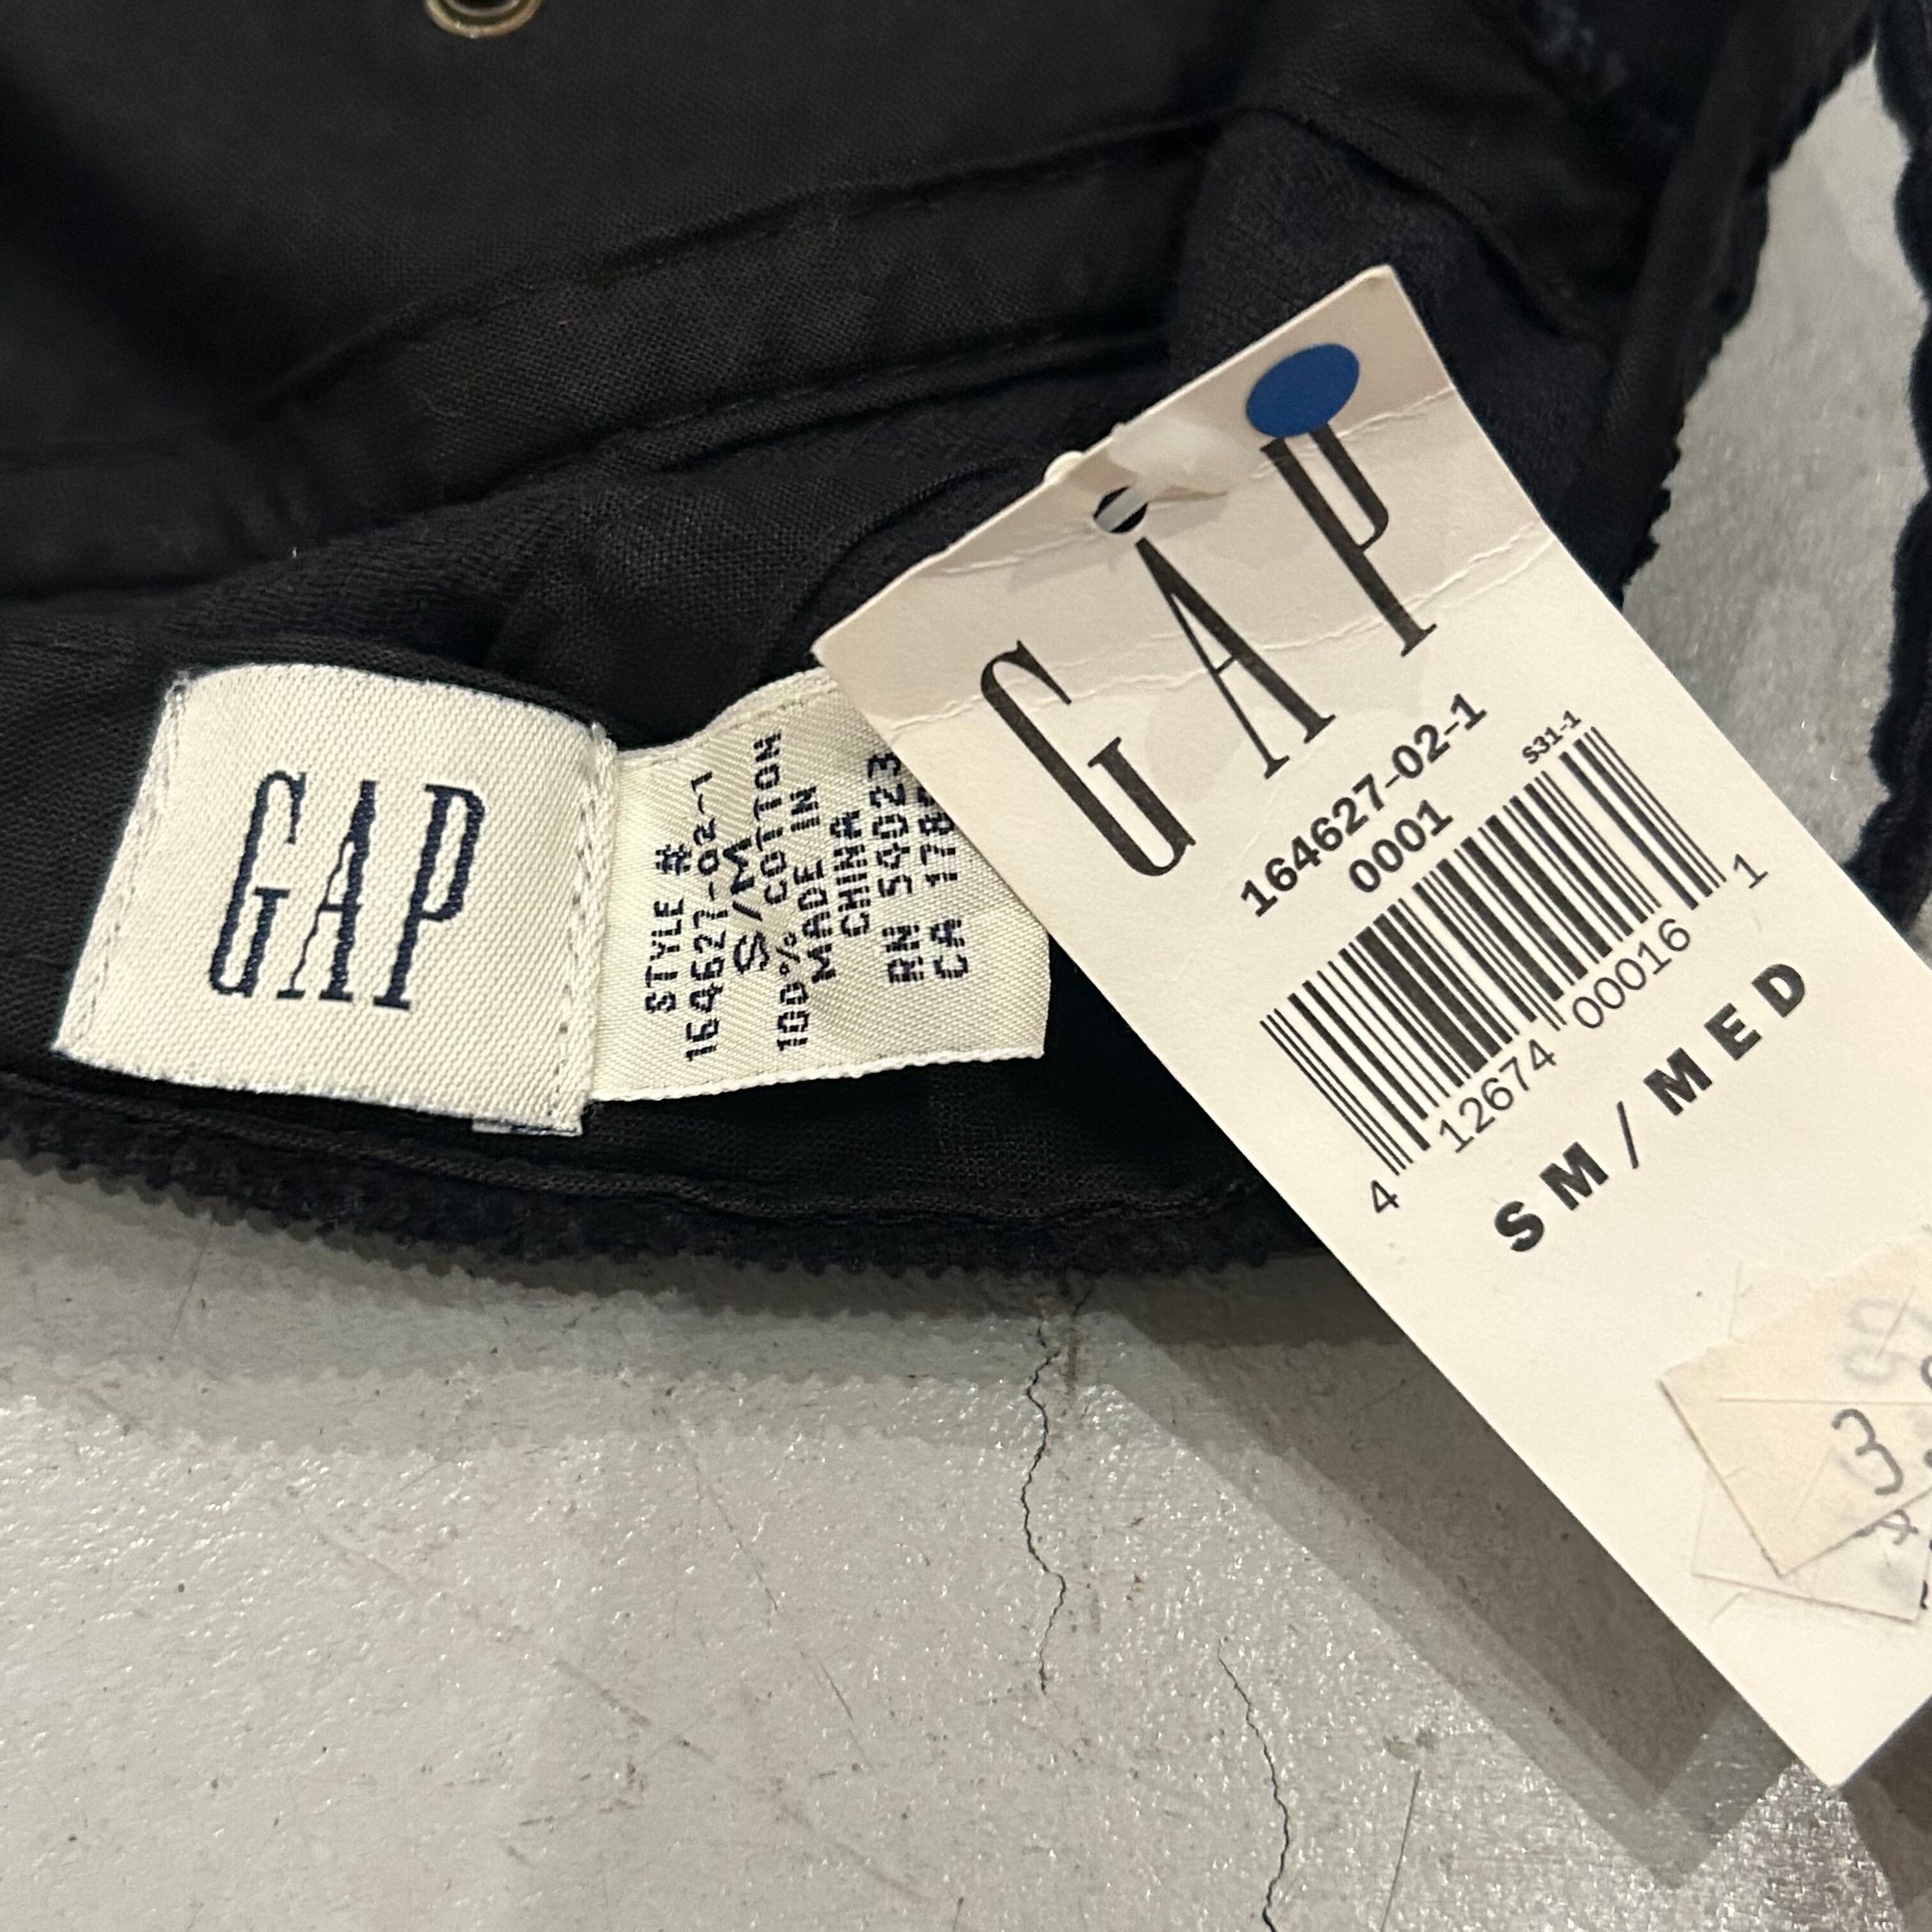 GAP
STYLE #
164627-02-1
S/M
100% COTTON
MADE IN
CHINA
RN 54023
CA 178
GAP
164627-02-1
0001
S31-1
4 12674 00016 1
SM/MED
3